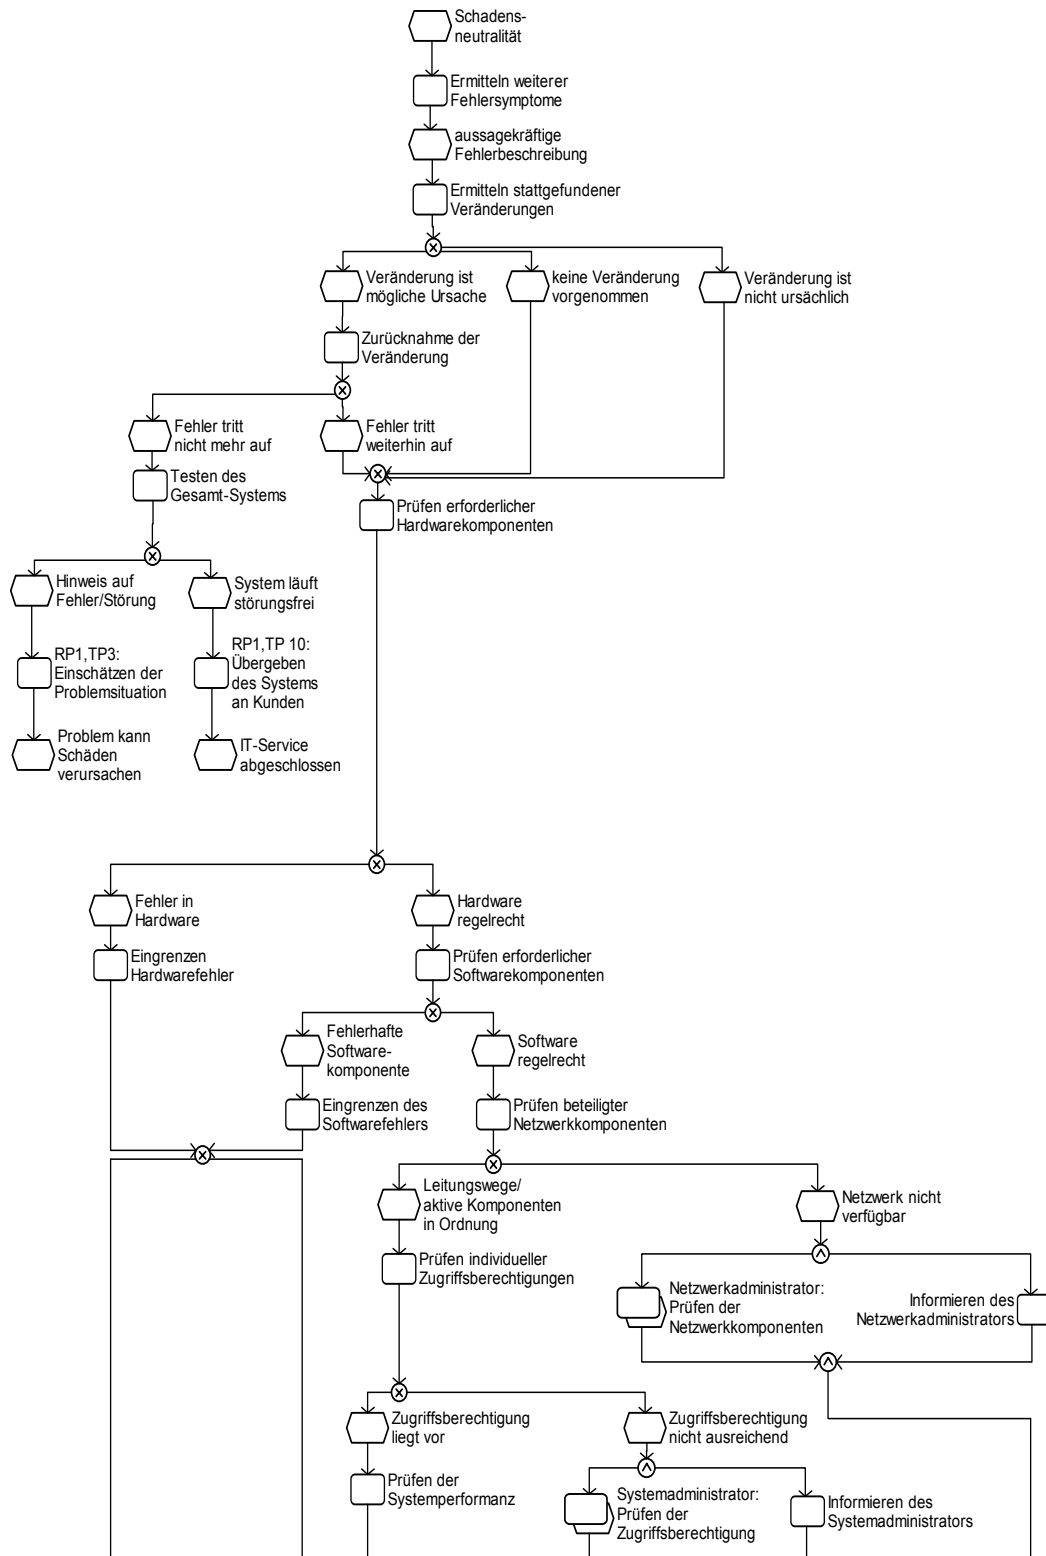 Schadens-
neutralität
Ermitteln weiterer
Fehlersymptome
aussagekräftige
Fehlerbeschreibung
Ermitteln stattgefundener
Veränderungen
Veränderung ist
mögliche Ursache
keine Veränderung
vorgenommen
Veränderung ist
nicht ursächlich
Zurücknahme der
Veränderung
Fehler tritt
nicht mehr auf
Fehler tritt
weiterhin auf
Testen des
Gesamt-Systems
Prüfen erforderlicher
Hardwarekomponenten
Hinweis auf
Fehler/Störung
System läuft
störungsfrei
RP1,TP3:
Einschätzen der
Problemsituation
RP1,TP 10:
Übergeben
des Systems
an Kunden
Problem kann
Schäden
verursachen
IT-Service
abgeschlossen
Fehler in
Hardware
Hardware
regelrecht
Eingrenzen
Hardwarefehler
Prüfen erforderlicher
Softwarekomponenten
Fehlerhafte
Software-
komponente
Software
regelrecht
Eingrenzen des
Softwarefehlers
Prüfen beteiligter
Netzwerkkomponenten
Leitungswege/
aktive Komponenten
in Ordnung
Netzwerk nicht
verfügbar
Prüfen individueller
Zugriffsberechtigungen
Netzwerkadministrator:
Prüfen der
Netzwerkkomponenten
Informieren des
Netzwerkadministrators
Zugriffsberechtigung
liegt vor
Zugriffsberechtigung
nicht ausreichend
Prüfen der
Systemperformanz
Systemadministrator:
Prüfen der
Zugriffsberechtigung
Informieren des
Systemadministrators